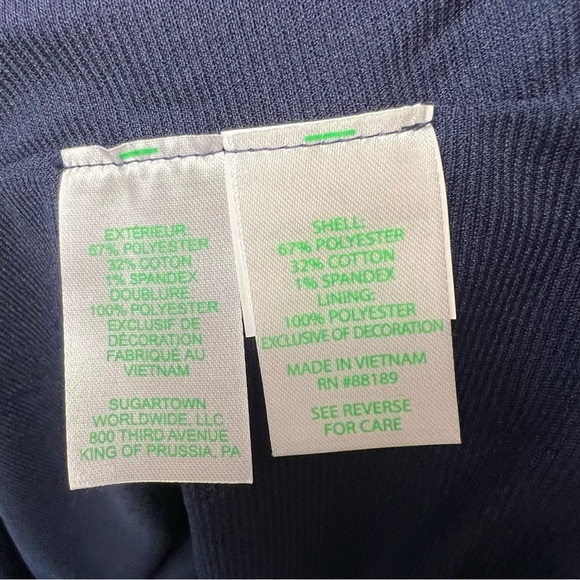 EXTÉRIEUR:
67% POLYESTER
32% COTON
1% SPANDEX
DOUBLURE
100% POLYESTER
EXCLUSIF DE
DÉCORATION
FABRIQUÉ AU
VIETNAM
SUGARTOWN
WORLDWIDE, LLC
800 THIRD AVENUE
KING OF PRUSSIA, PA
SHELL:
67% POLYESTER
32% COTTON
1% SPANDEX
LINING:
100% POLYESTER
EXCLUSIVE OF DECORATION
MADE IN VIETNAM
RN #88189
SEE REVERSE
FOR CARE